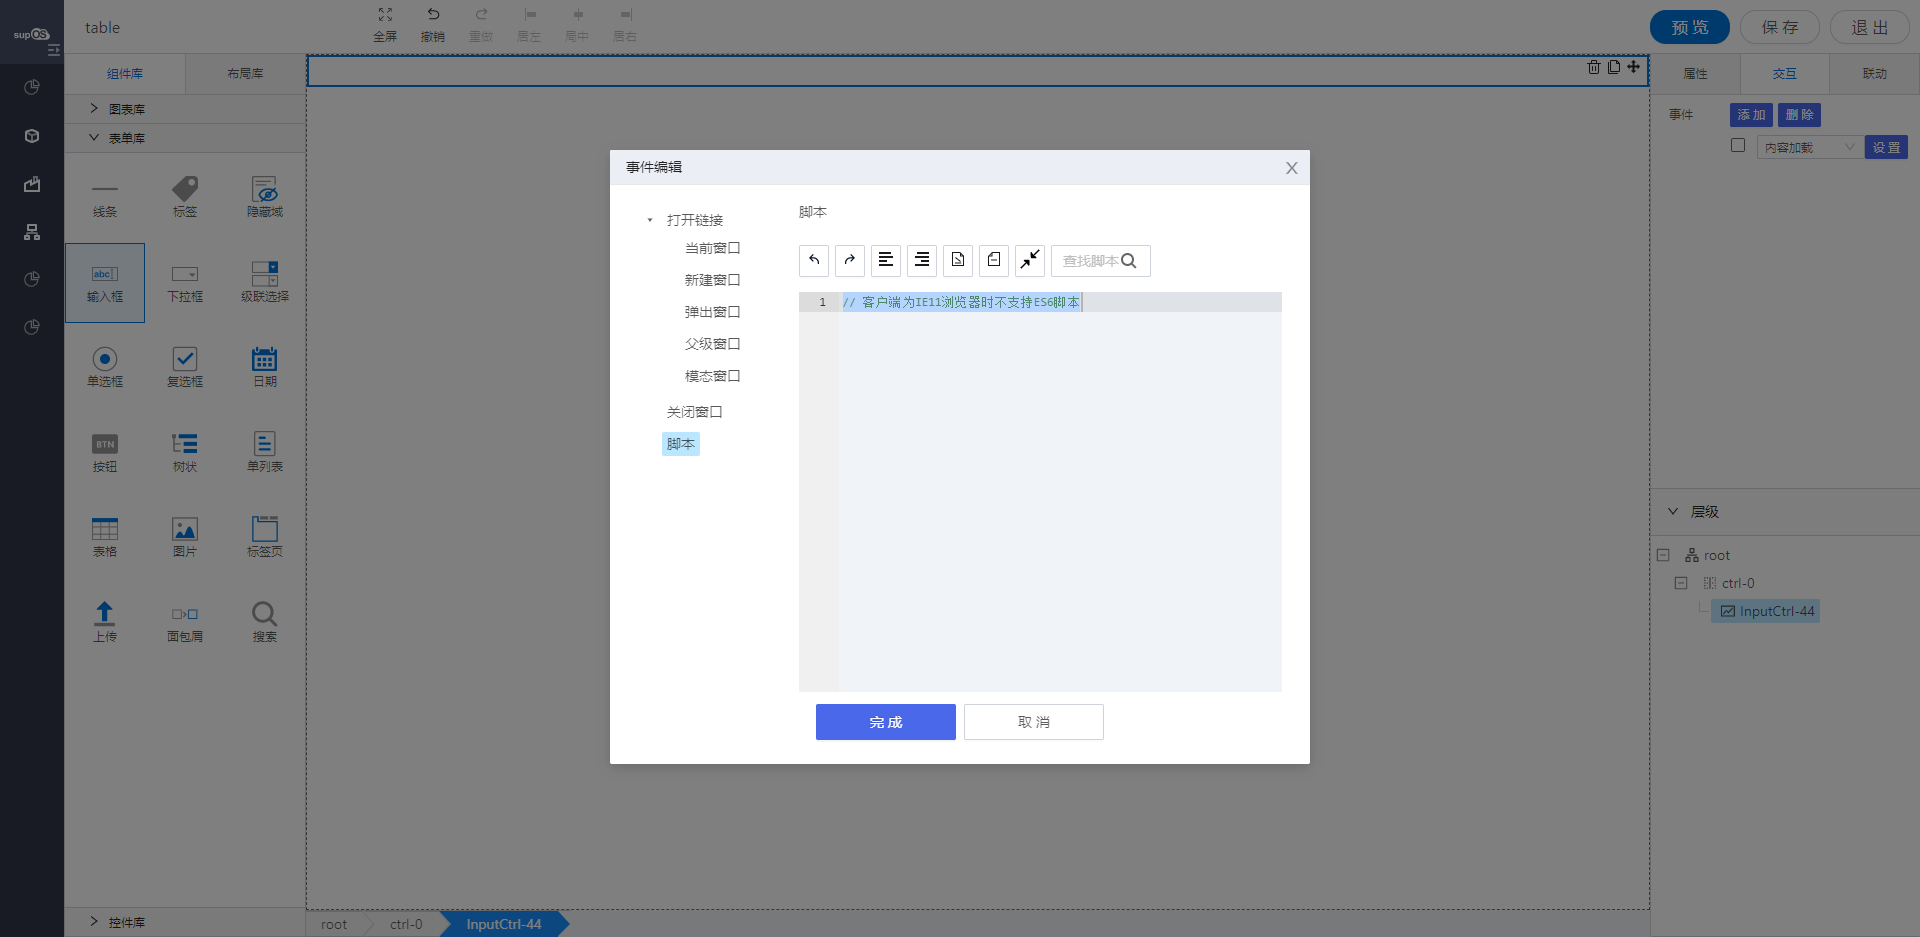 supOS
table
全屏
撤销
重做
居左
局中
居右
预 览
保 存
退 出
组件库
布局库
图表库
表单库
线条
标签
隐藏域
abc
输入框
下拉框
级联选择
单选框
复选框
日期
BTN
按钮
树状
单列表
表格
图片
标签页
上传
面包屑
搜索
控件库
事件编辑
X
打开链接
当前窗口
新建窗口
弹出窗口
父级窗口
模态窗口
关闭窗口
脚本
脚本
查找脚本
1
// 客户端为IE11浏览器时不支持ES6脚本
完 成
取 消
属性
交互
联动
事件
添 加
删 除
内容加载
设 置
层级
root
ctrl-0
InputCtrl-44
root
ctrl-0
InputCtrl-44